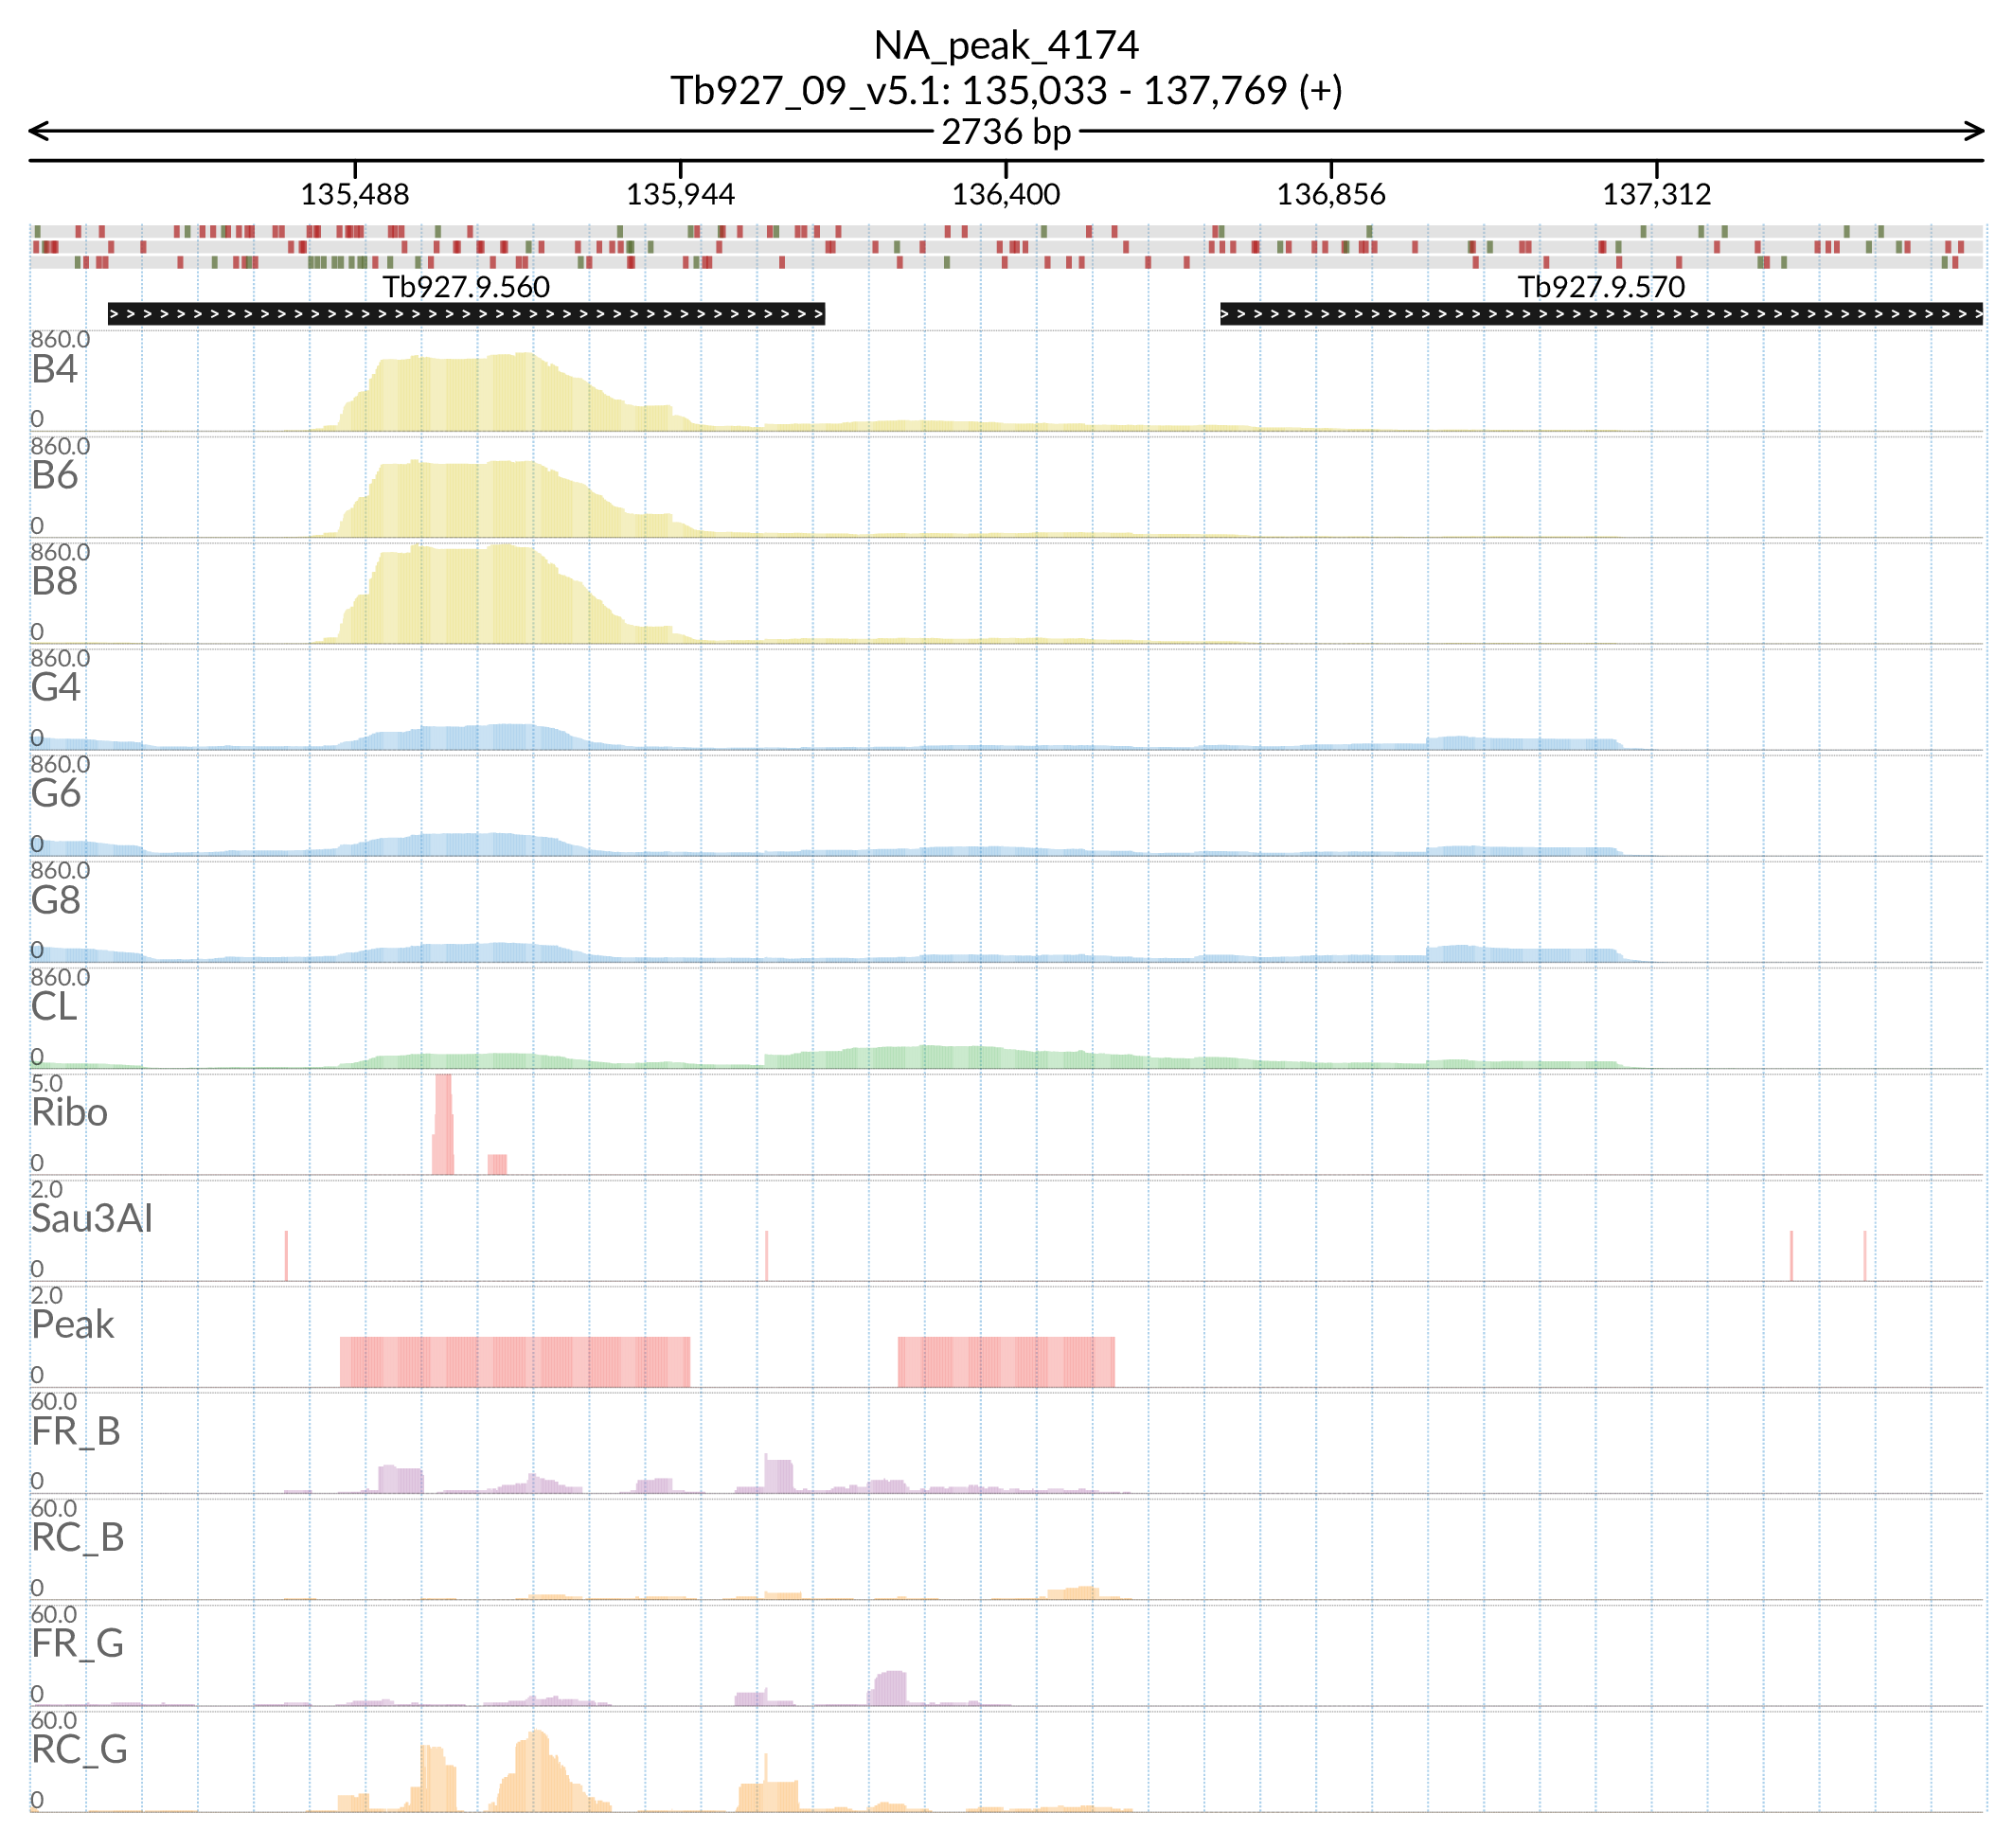 NA_peak_4174
Tb927_09_v5.1: 135,033 - 137,769 (+)
2736 bp
135,488 135,944 136,400 136,856 137,312
Tb927.9.560 Tb927.9.570
860.0
B4
0
860.0
B6
0
860.0
B8
0
860.0
G4
0
860.0
G6
0
860.0
G8
0
860.0
CL
0
5.0
Ribo
0
2.0
Sau3AI
0
2.0
Peak
0
60.0
FR_B
0
60.0
RC_B
0
60.0
FR_G
0
60.0
RC_G
0